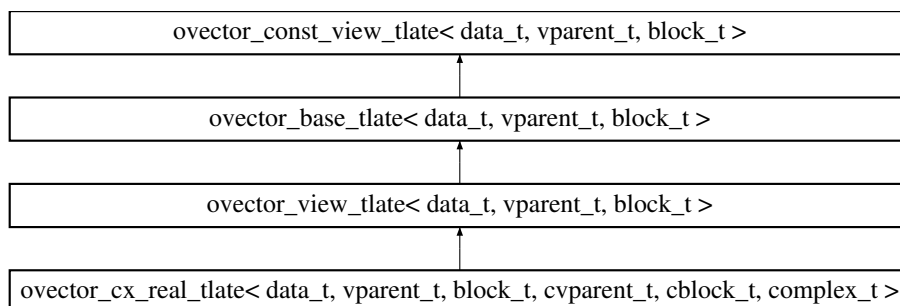 ovector_const_view_tlate< data_t, vparent_t, block_t >
ovector_base_tlate< data_t, vparent_t, block_t >
ovector_view_tlate< data_t, vparent_t, block_t >
ovector_cx_real_tlate< data_t, vparent_t, block_t, cvparent_t, cblock_t, complex_t >